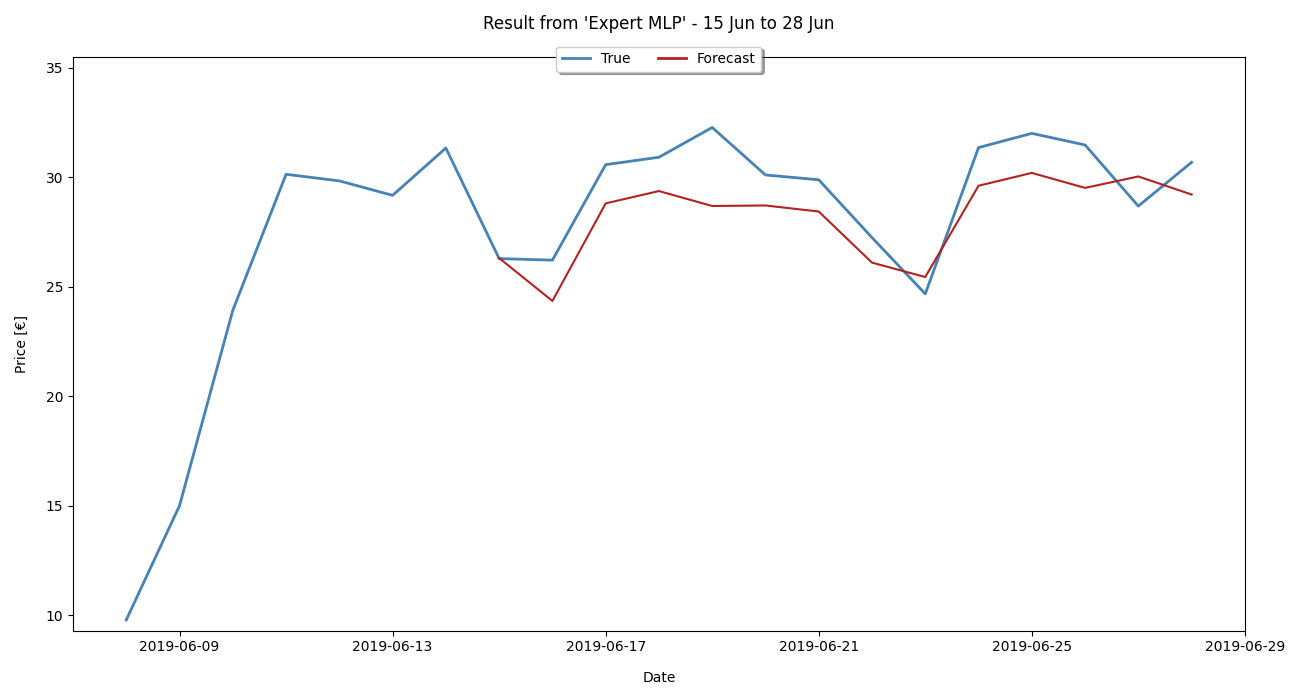 Result from 'Expert MLP' - 15 Jun to 28 Jun
True Forecast
35
30
25
20
15
10
Price [€]
2019-06-09 2019-06-13 2019-06-17 2019-06-21 2019-06-25 2019-06-29
Date